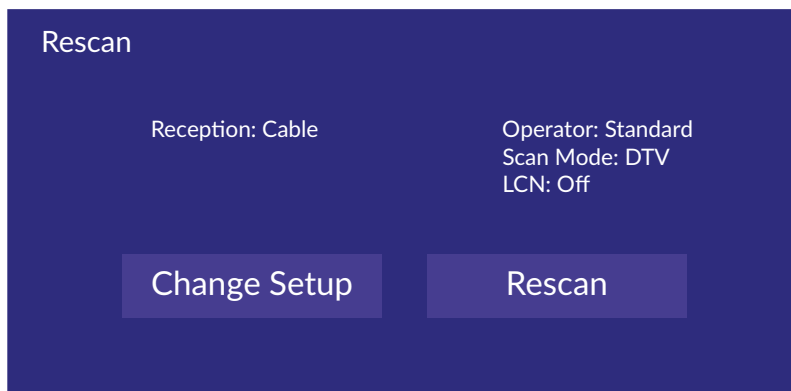 Rescan
Reception: Cable
Operator: Standard
Scan Mode: DTV
LCN: Off
Change Setup
Rescan